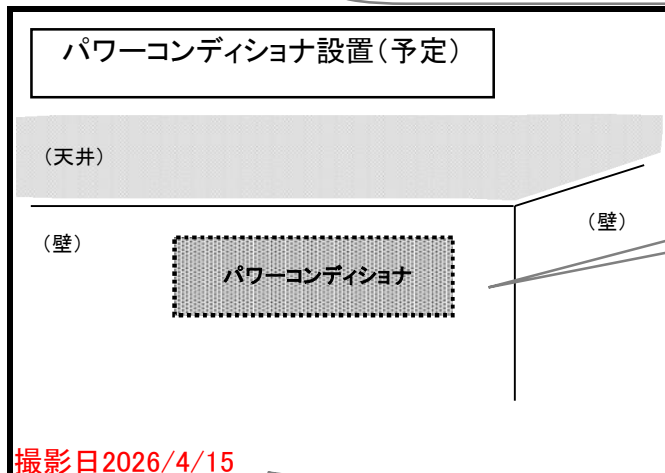 パワーコンディショナ設置(予定)
(天井)
(壁)
(壁)
パワーコンディショナ
撮影日2026/4/15